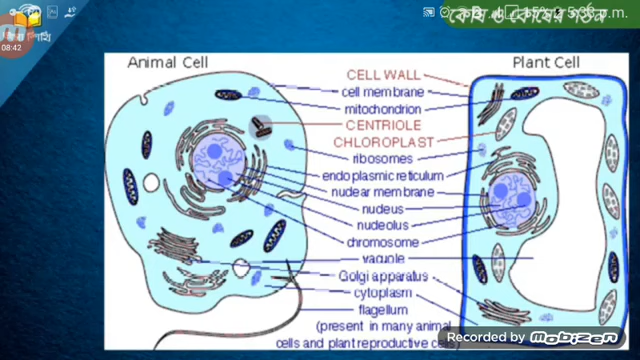 08:42
Animal Cell
Plant Cell
CELL WALL
cell membrane
mitochondrion
CENTRIOLE
CHLOROPLAST
ribosomes
endoplasmic reticulum
nuclear membrane
nucleus
nucleolus
chromosome
vacuole
Golgi apparatus
cytoplasm
flagellum
(present in many animal
cells and plant reproductive
Recorded by mobizen